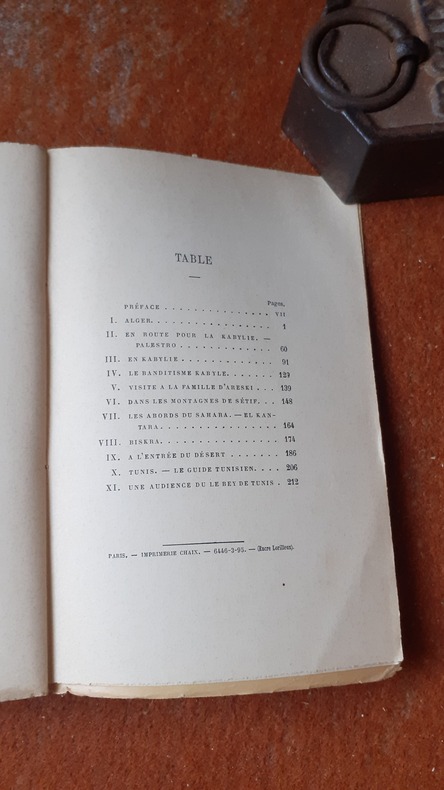 TABLE
Pages.
PRÉFACE . . . . . . . . . . . . . . . . VII
I. ALGER. . . . . . . . . . . . . . . . . 1
II. EN ROUTE POUR LA KABYLIE. —
PALESTRO . . . . . . . . . . . . . 60
III. EN KABYLIE . . . . . . . . . . . . . 91
IV. LE BANDITISME KABYLE. . . . . . . 123
V. VISITE A LA FAMILLE D'ARESKI . . . 139
VI. DANS LES MONTAGNES DE SÉTIF. . . 148
VII. LES ABORDS DU SAHARA. — EL KAN-
TARA. . . . . . . . . . . . . . . . 164
VIII. BISKRA. . . . . . . . . . . . . . . . 174
IX. A L'ENTRÉE DU DÉSERT . . . . . . . 186
X. TUNIS. — LE GUIDE TUNISIEN. . . . 206
XI. UNE AUDIENCE DU LE BEY DE TUNIS . 212
PARIS. — IMPRIMERIE CHAIX. — 6446-3-95. — (Encre Lorilleux).